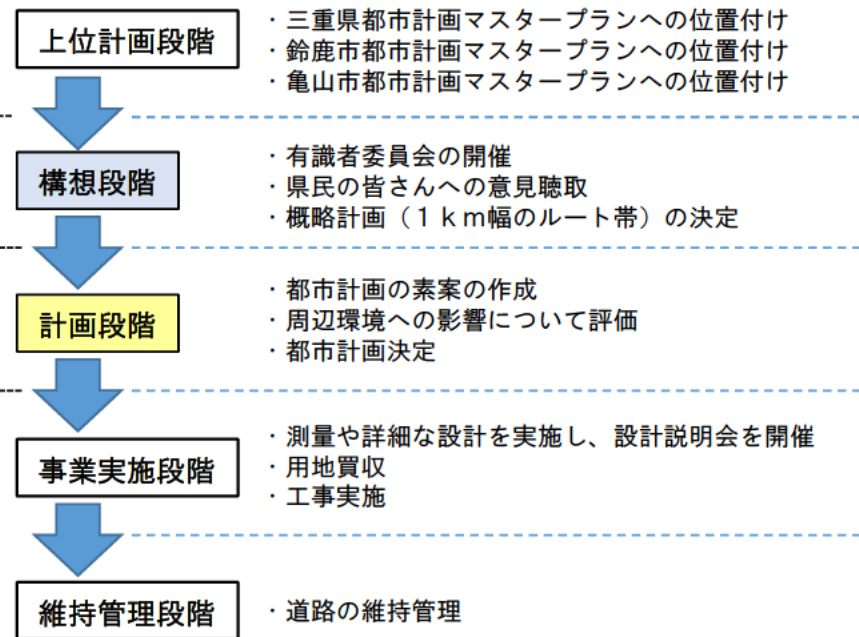 上位計画段階
・三重県都市計画マスタープランへの位置付け
・鈴鹿市都市計画マスタープランへの位置付け
・亀山市都市計画マスタープランへの位置付け
構想段階
・有識者委員会の開催
・県民の皆さんへの意見聴取
・概略計画（１ｋｍ幅のルート帯）の決定
計画段階
・都市計画の素案の作成
・周辺環境への影響について評価
・都市計画決定
事業実施段階
・測量や詳細な設計を実施し、設計説明会を開催
・用地買収
・工事実施
維持管理段階
・道路の維持管理